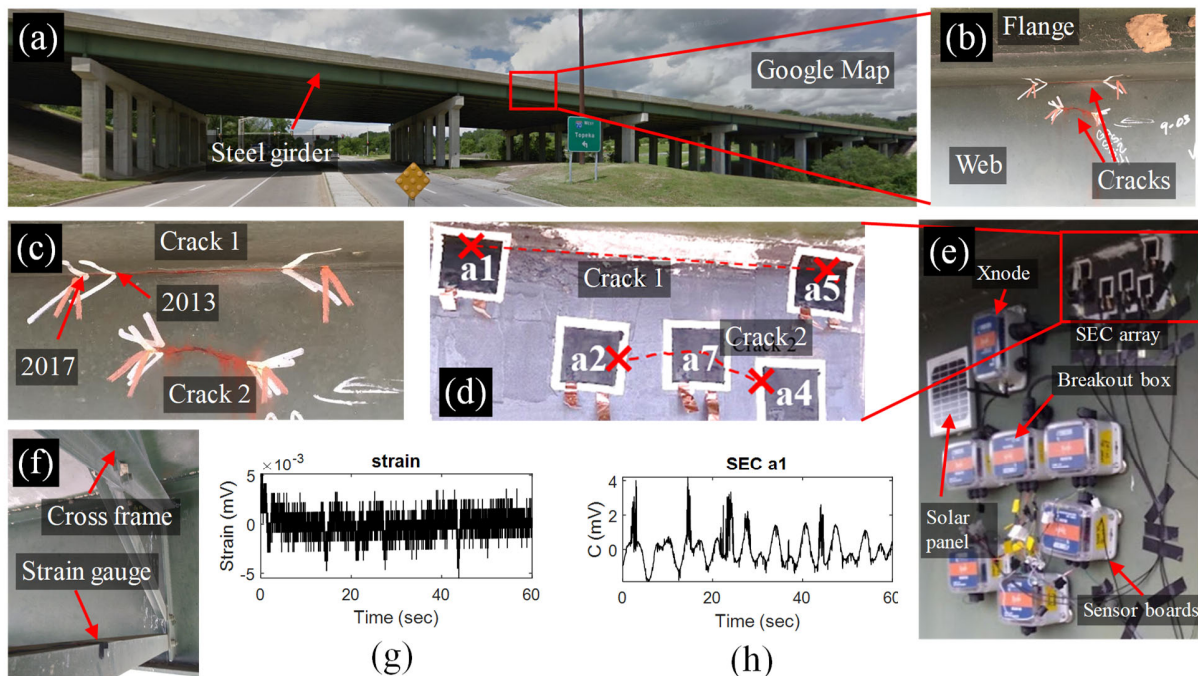 (a)
Google Map
Steel girder
West
Topeka
(b)
Flange
9-03
Web
Cracks
(c)
Crack 1
2013
2017
Crack 2
(d)
a1
Crack 1
a5
a2
a7
Crack 2
a4
(e)
Xnode
SEC array
Breakout box
Solar
panel
Sensor boards
(f)
Cross frame
Strain gauge
×10⁻³
strain
5
0
-5
Strain (mV)
0 20 40 60
Time (sec)
(g)
SEC a1
4
2
0
C (mV)
0 20 40 60
Time (sec)
(h)